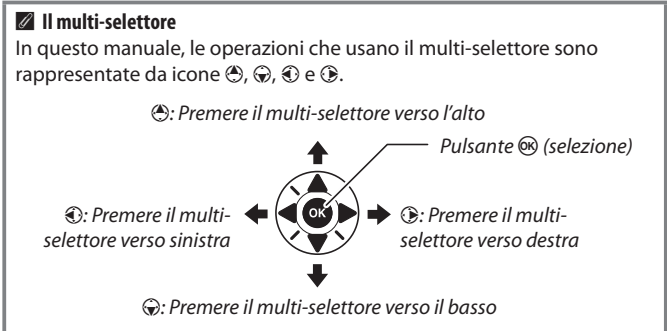 Il multi-selettore
In questo manuale, le operazioni che usano il multi-selettore sono
rappresentate da icone , , e .
: Premere il multi-selettore verso l'alto
Pulsante OK (selezione)
: Premere il multi-
selettore verso sinistra
OK
: Premere il multi-
selettore verso destra
: Premere il multi-selettore verso il basso